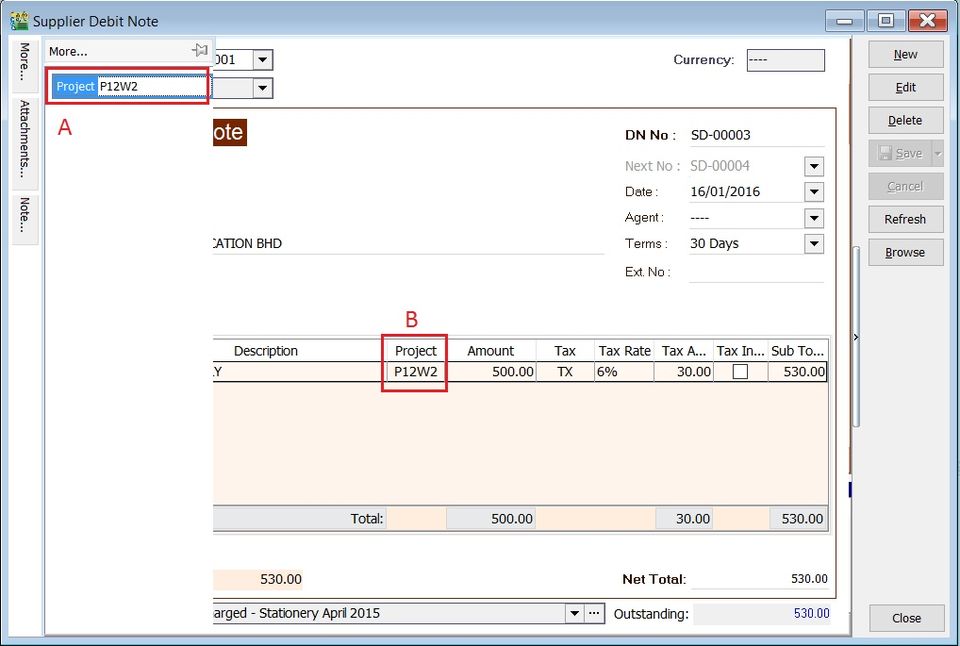 Supplier Debit Note
More...
Attachments...
Note...
More...
Project P12W2
A
001
Currency: ----
ote
DN No : SD-00003
Next No : SD-00004
Date : 16/01/2016
Agent : ----
Terms : 30 Days
Ext. No :
CATION BHD
B
Description Project Amount Tax Tax Rate Tax A... Tax In... Sub To...
LY P12W2 500.00 TX 6% 30.00 530.00
Total: 500.00 30.00 530.00
530.00
Net Total: 530.00
arged - Stationery April 2015
Outstanding: 530.00
New
Edit
Delete
Save
Cancel
Refresh
Browse
Close